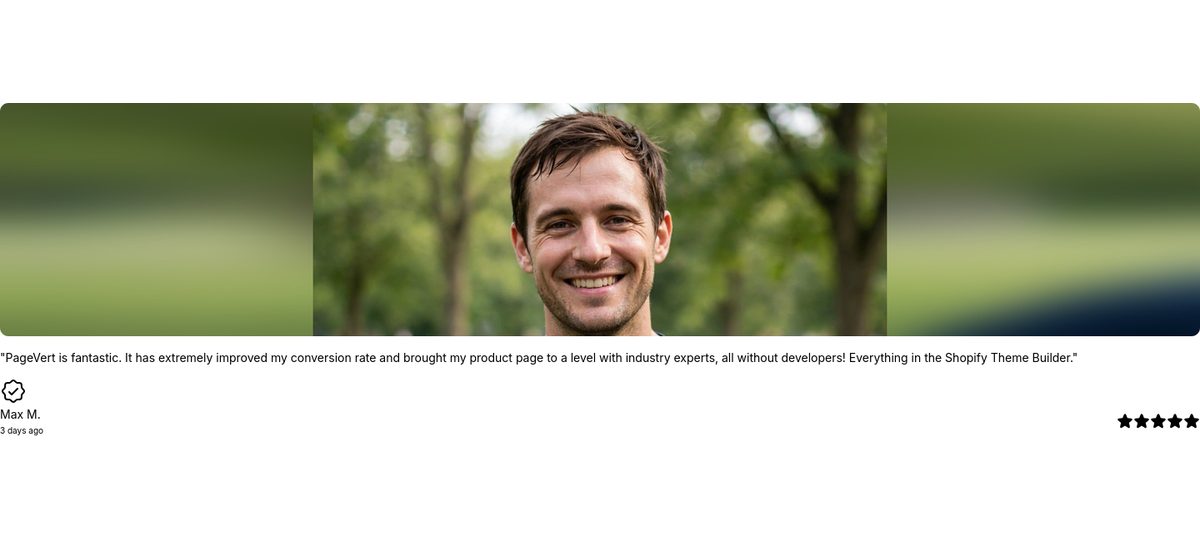 "PageVert is fantastic. It has extremely improved my conversion rate and brought my product page to a level with industry experts, all without developers! Everything in the Shopify Theme Builder."
Max M.
3 days ago